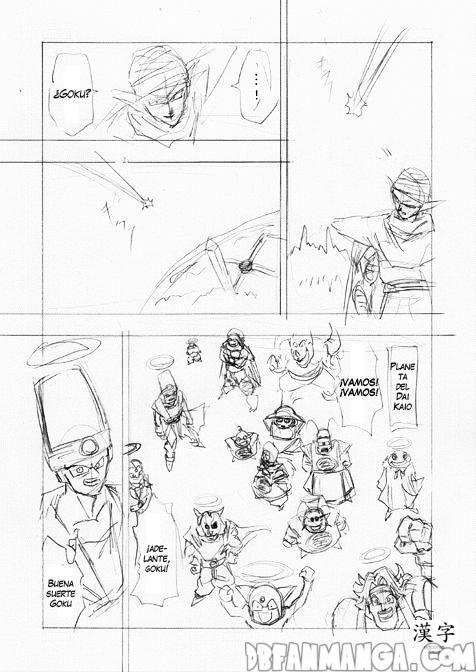 ...!
¿GOKU?
PLANE
TA
DEL
DAI
KAIO
¡VAMOS!
¡VAMOS!
¡ADE-
LANTE,
GOKU!
BUENA
SUERTE
GOKU
漢字
DBFANMANGA.COM